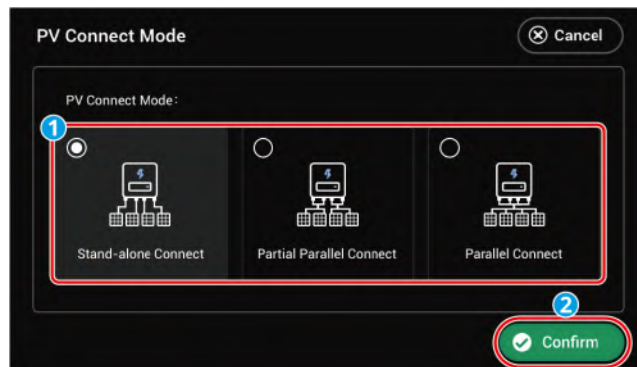 PV Connect Mode
Cancel
PV Connect Mode:
1
Stand-alone Connect
Partial Parallel Connect
Parallel Connect
2
Confirm